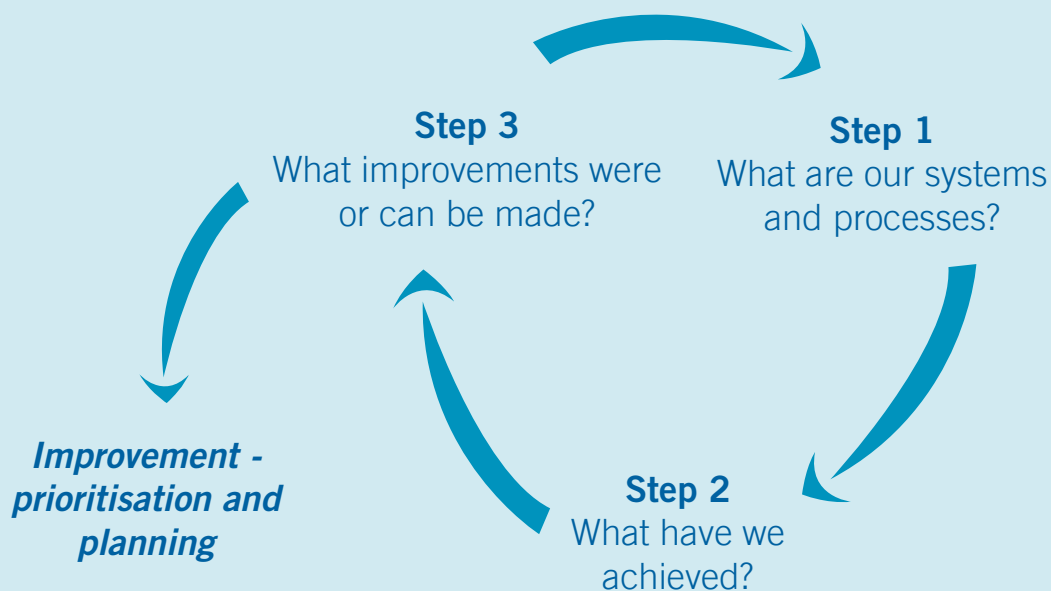 Step 3
What improvements were
or can be made?
Step 1
What are our systems
and processes?
Improvement -
prioritisation and
planning
Step 2
What have we
achieved?